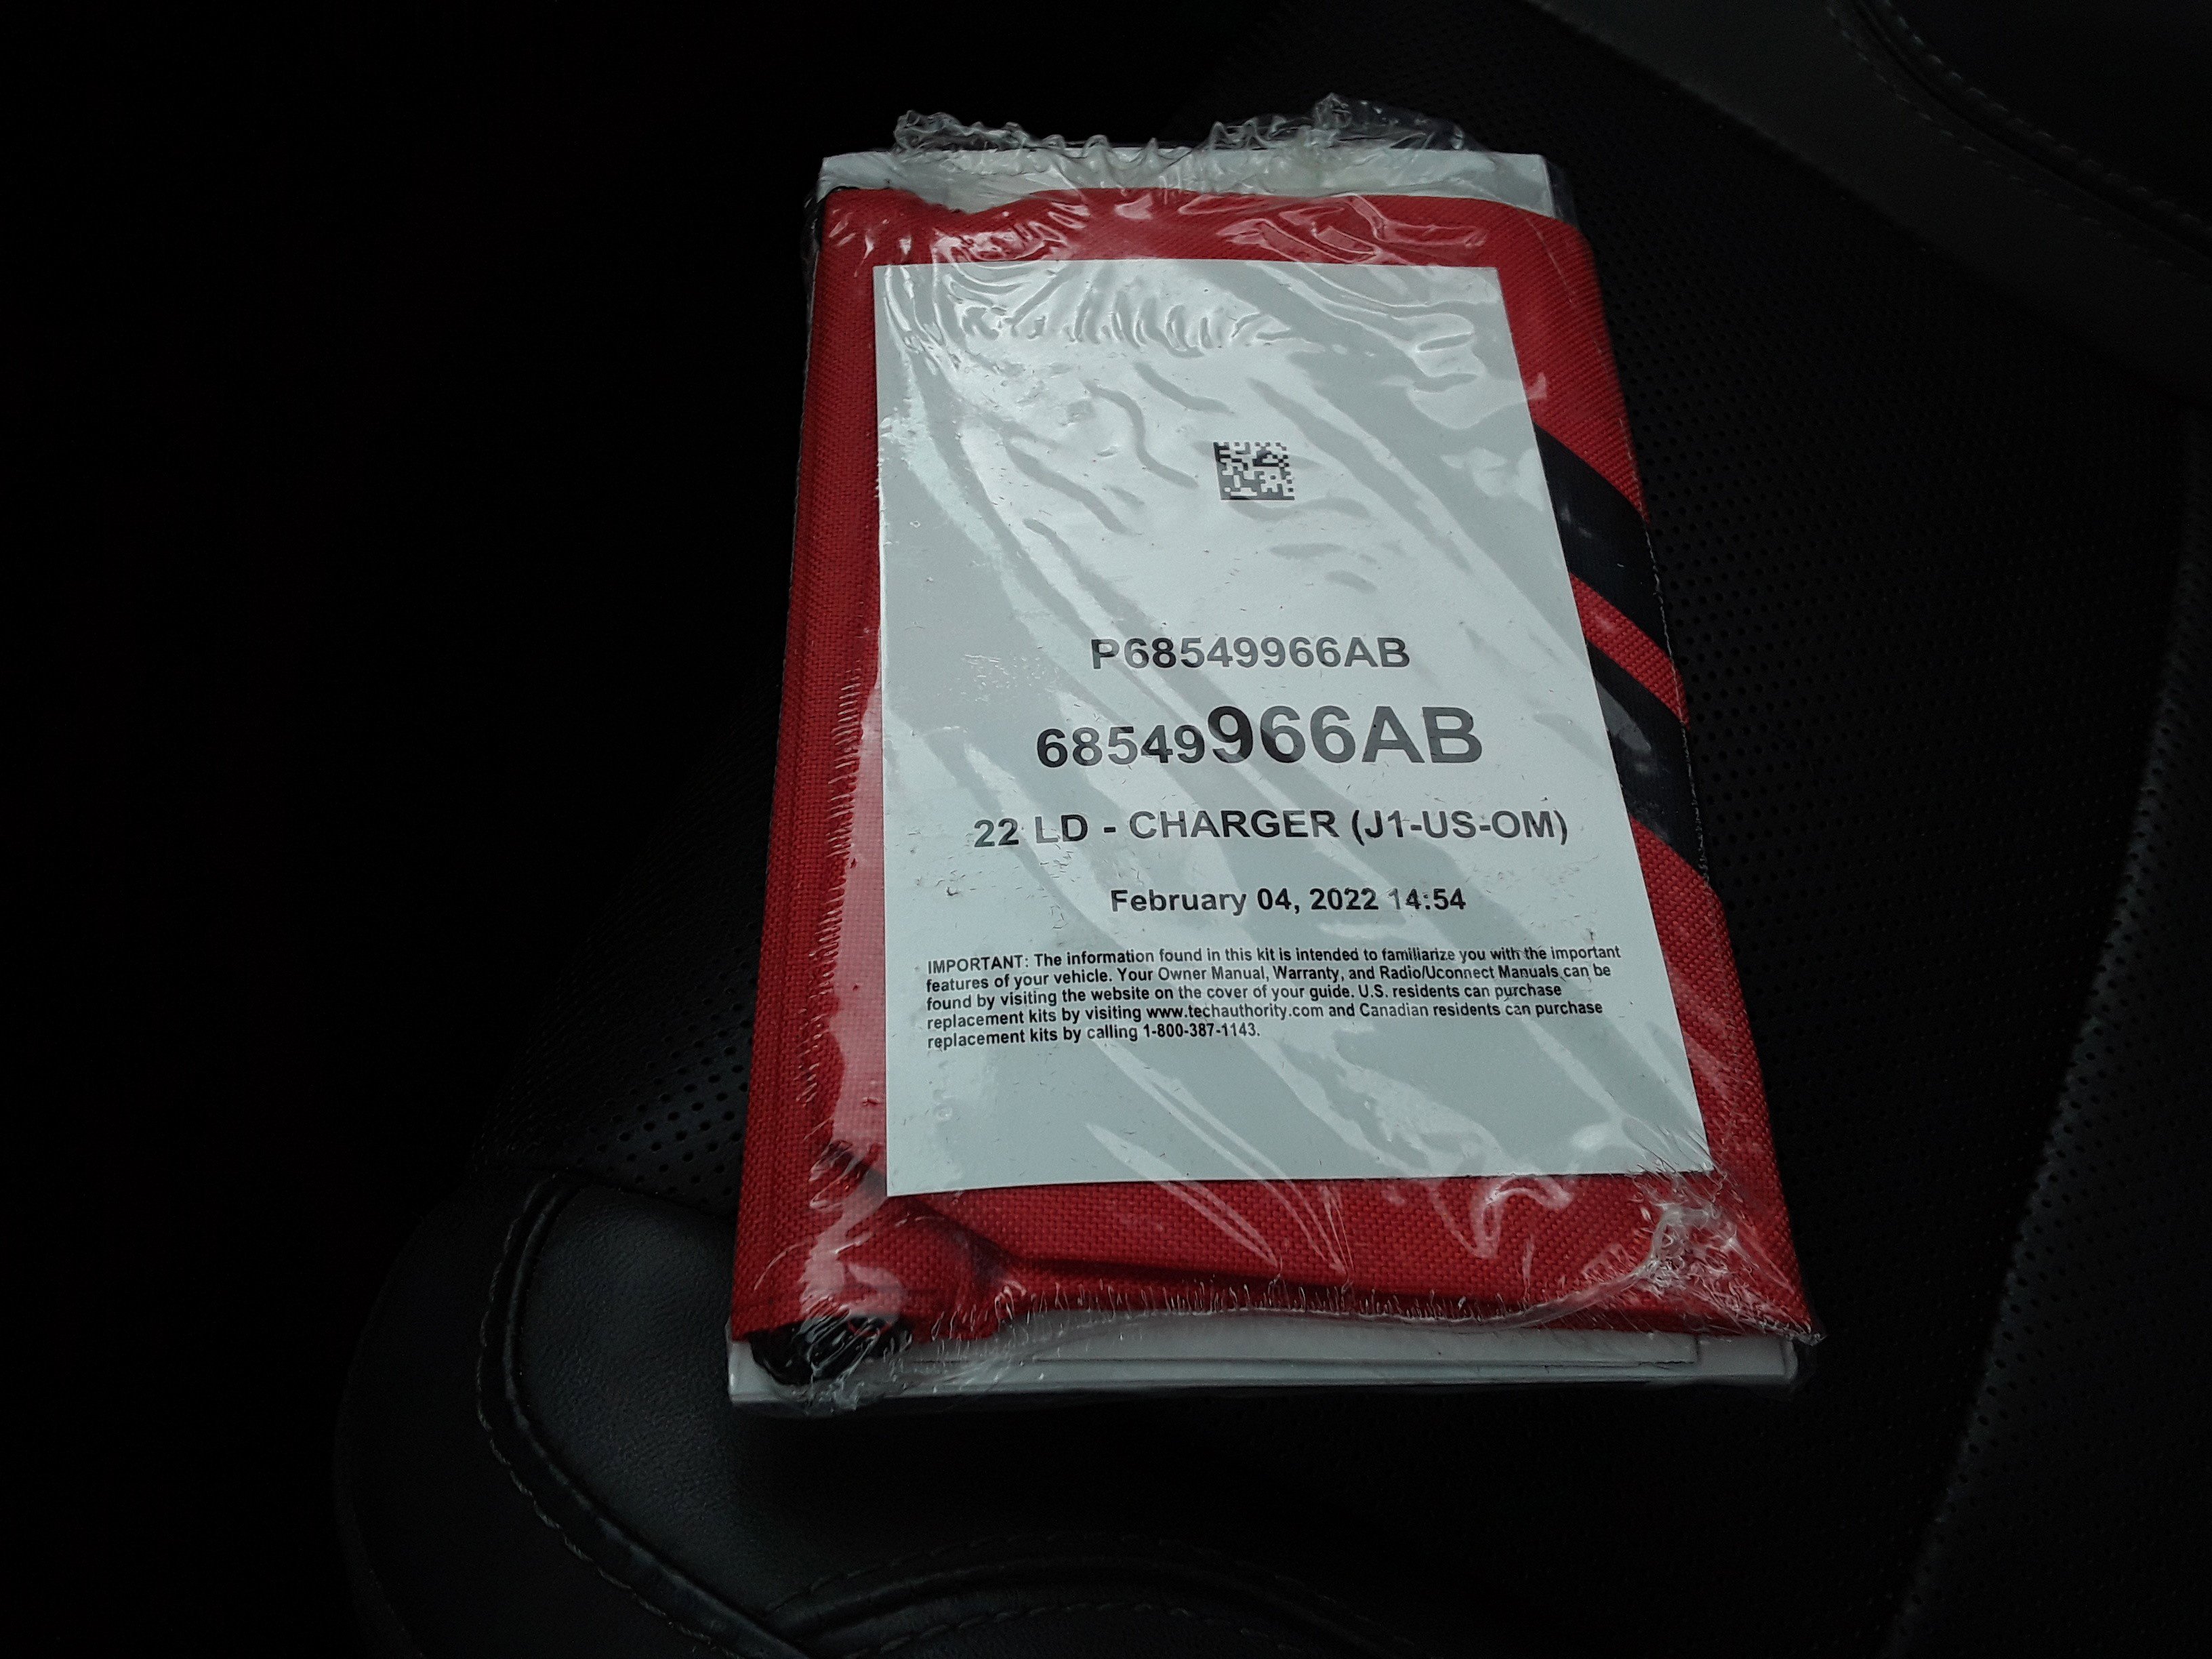 P68549966AB
68549966AB
22 LD - CHARGER (J1-US-OM)
February 04, 2022 14:54
IMPORTANT: The information found in this kit is intended to familiarize you with the important
features of your vehicle. Your Owner Manual, Warranty, and Radio/Uconnect Manuals can be
found by visiting the website on the cover of your guide. U.S. residents can purchase
replacement kits by visiting www.techauthority.com and Canadian residents can purchase
replacement kits by calling 1-800-387-1143.